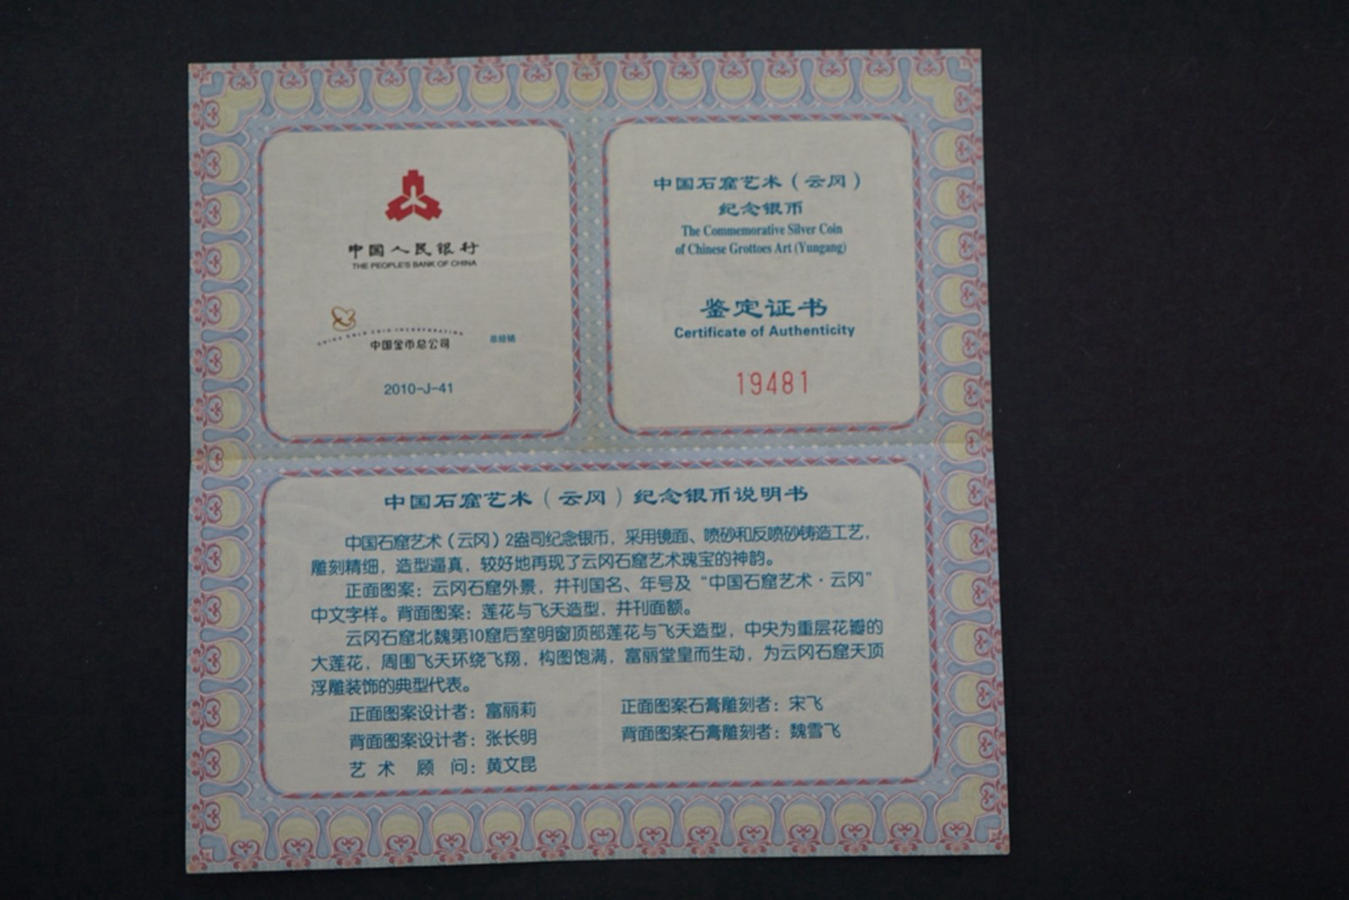 中国人民银行
THE PEOPLE'S BANK OF CHINA
CHINA GOLD COIN INCORPORATION
中国金币总公司 总经销
2010-J-41
中国石窟艺术（云冈）
纪念银币
The Commemorative Silver Coin
of Chinese Grottoes Art (Yungang)
鉴定证书
Certificate of Authenticity
19481
中国石窟艺术（云冈）纪念银币说明书
中国石窟艺术（云冈）2盎司纪念银币，采用镜面、喷砂和反喷砂铸造工艺，
雕刻精细，造型逼真，较好地再现了云冈石窟艺术瑰宝的神韵。
正面图案：云冈石窟外景，并刊国名、年号及“中国石窟艺术·云冈”
中文字样。背面图案：莲花与飞天造型，并刊面额。
云冈石窟北魏第10窟后室明窗顶部莲花与飞天造型，中央为重层花瓣的
大莲花，周围飞天环绕飞翔，构图饱满，富丽堂皇而生动，为云冈石窟天顶
浮雕装饰的典型代表。
正面图案设计者：富丽莉 正面图案石膏雕刻者：宋飞
背面图案设计者：张长明 背面图案石膏雕刻者：魏雪飞
艺术顾问：黄文昆